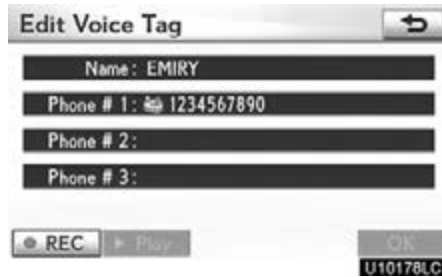 Edit Voice Tag
Name: EMIRY
Phone # 1: 1234567890
Phone # 2:
Phone # 3:
REC Play OK
U10178LC